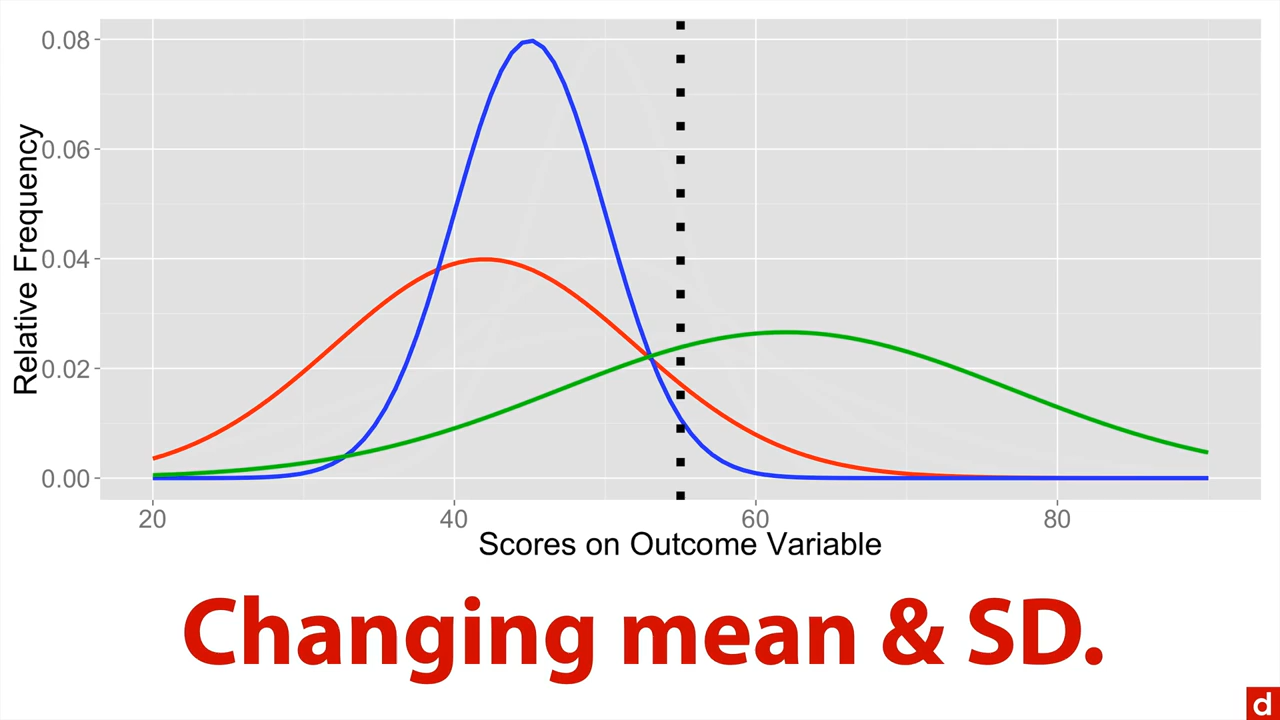 0.08
0.06
0.04
0.02
0.00
Relative Frequency
20 40 60 80
Scores on Outcome Variable
Changing mean & SD.
d